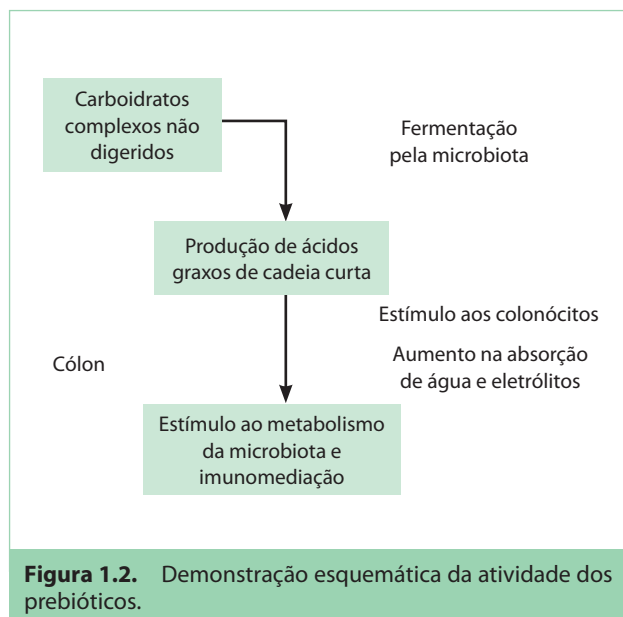 Carboidratos
complexos não
digeridos
Fermentação
pela microbiota
Produção de ácidos
graxos de cadeia curta
Estímulo aos colonócitos
Aumento na absorção
de água e eletrólitos
Cólon
Estímulo ao metabolismo
da microbiota e
imunomediação
Figura 1.2. Demonstração esquemática da atividade dos
prebióticos.